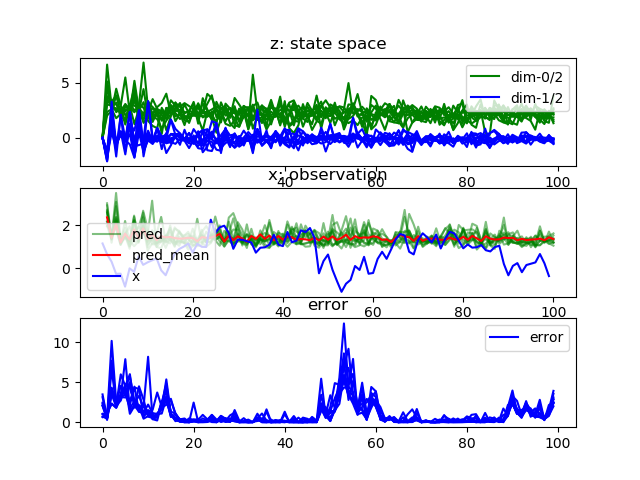 z: state space
5
0
dim-0/2
dim-1/2
0 20 40 60 80 100
x: observation
2
0
pred
pred_mean
x
0 20 40 60 80 100
error
10
5
0
error
0 20 40 60 80 100